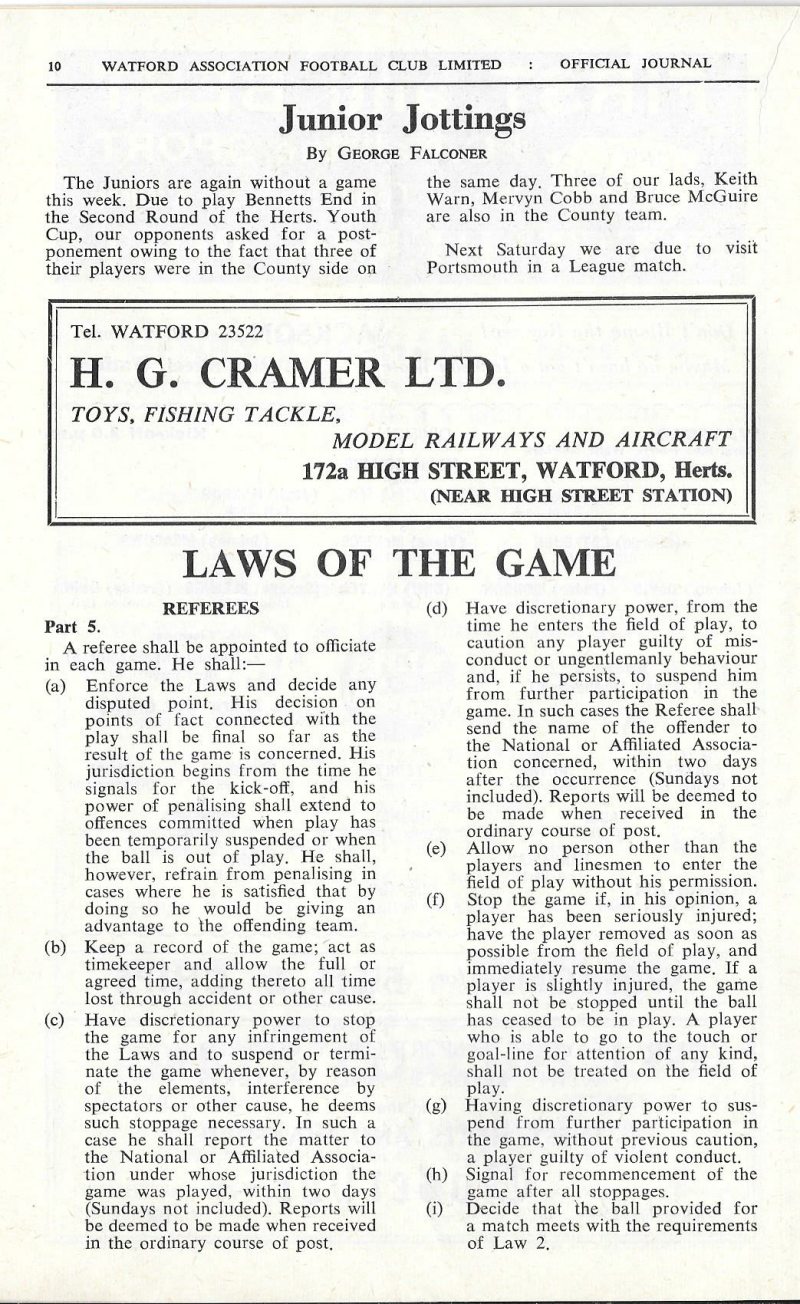 10 WATFORD ASSOCIATION FOOTBALL CLUB LIMITED : OFFICIAL JOURNAL
Junior Jottings
By GEORGE FALCONER
The Juniors are again without a game
this week. Due to play Bennetts End in
the Second Round of the Herts. Youth
Cup, our opponents asked for a post-
ponement owing to the fact that three of
their players were in the County side on
the same day. Three of our lads, Keith
Warn, Mervyn Cobb and Bruce McGuire
are also in the County team.
Next Saturday we are due to visit
Portsmouth in a League match.
Tel. WATFORD 23522
H. G. CRAMER LTD.
TOYS, FISHING TACKLE,
MODEL RAILWAYS AND AIRCRAFT
172a HIGH STREET, WATFORD, Herts.
(NEAR HIGH STREET STATION)
LAWS OF THE GAME
REFEREES
Part 5.
A referee shall be appointed to officiate
in each game. He shall:—
(a) Enforce the Laws and decide any
disputed point. His decision on
points of fact connected with the
play shall be final so far as the
result of the game is concerned. His
jurisdiction begins from the time he
signals for the kick-off, and his
power of penalising shall extend to
offences committed when play has
been temporarily suspended or when
the ball is out of play. He shall,
however, refrain from penalising in
cases where he is satisfied that by
doing so he would be giving an
advantage to the offending team.
(b) Keep a record of the game; act as
timekeeper and allow the full or
agreed time, adding thereto all time
lost through accident or other cause.
(c) Have discretionary power to stop
the game for any infringement of
the Laws and to suspend or termi-
nate the game whenever, by reason
of the elements, interference by
spectators or other cause, he deems
such stoppage necessary. In such a
case he shall report the matter to
the National or Affiliated Associa-
tion under whose jurisdiction the
game was played, within two days
(Sundays not included). Reports will
be deemed to be made when received
in the ordinary course of post.
(d) Have discretionary power, from the
time he enters the field of play, to
caution any player guilty of mis-
conduct or ungentlemanly behaviour
and, if he persists, to suspend him
from further participation in the
game. In such cases the Referee shall
send the name of the offender to
the National or Affiliated Associa-
tion concerned, within two days
after the occurrence (Sundays not
included). Reports will be deemed to
be made when received in the
ordinary course of post.
(e) Allow no person other than the
players and linesmen to enter the
field of play without his permission.
(f) Stop the game if, in his opinion, a
player has been seriously injured;
have the player removed as soon as
possible from the field of play, and
immediately resume the game. If a
player is slightly injured, the game
shall not be stopped until the ball
has ceased to be in play. A player
who is able to go to the touch or
goal-line for attention of any kind,
shall not be treated on the field of
play.
(g) Having discretionary power to sus-
pend from further participation in
the game, without previous caution,
a player guilty of violent conduct.
(h) Signal for recommencement of the
game after all stoppages.
(i) Decide that the ball provided for
a match meets with the requirements
of Law 2.